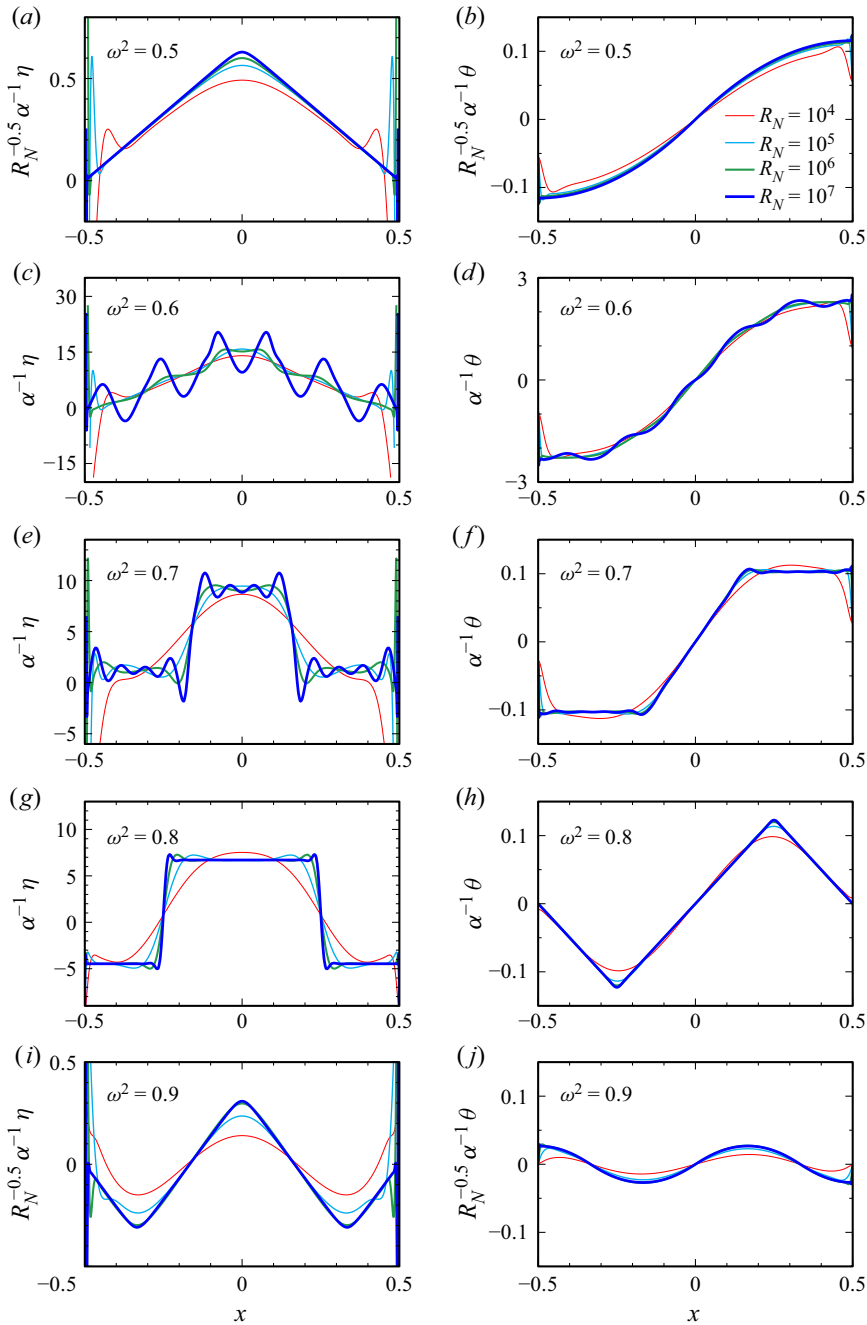 (a)
(b)
ω² = 0.5
ω² = 0.5
0.5
0
R_N^{−0.5} α^{−1} η
0.1
0
−0.1
R_N^{−0.5} α^{−1} θ
R_N = 10⁴
R_N = 10⁵
R_N = 10⁶
R_N = 10⁷
−0.5 0 0.5
−0.5 0 0.5
(c)
(d)
ω² = 0.6
ω² = 0.6
30
15
0
−15
α^{−1} η
3
0
−3
α^{−1} θ
−0.5 0 0.5
−0.5 0 0.5
(e)
(f)
ω² = 0.7
ω² = 0.7
10
5
0
−5
α^{−1} η
0.1
0
−0.1
α^{−1} θ
−0.5 0 0.5
−0.5 0 0.5
(g)
(h)
ω² = 0.8
ω² = 0.8
10
5
0
−5
α^{−1} η
0.1
0
−0.1
α^{−1} θ
−0.5 0 0.5
−0.5 0 0.5
(i)
(j)
ω² = 0.9
ω² = 0.9
0.5
0
−0.5
R_N^{−0.5} α^{−1} η
0.1
0
−0.1
R_N^{−0.5} α^{−1} θ
0 0.5
−0.5 0 0.5
x
x